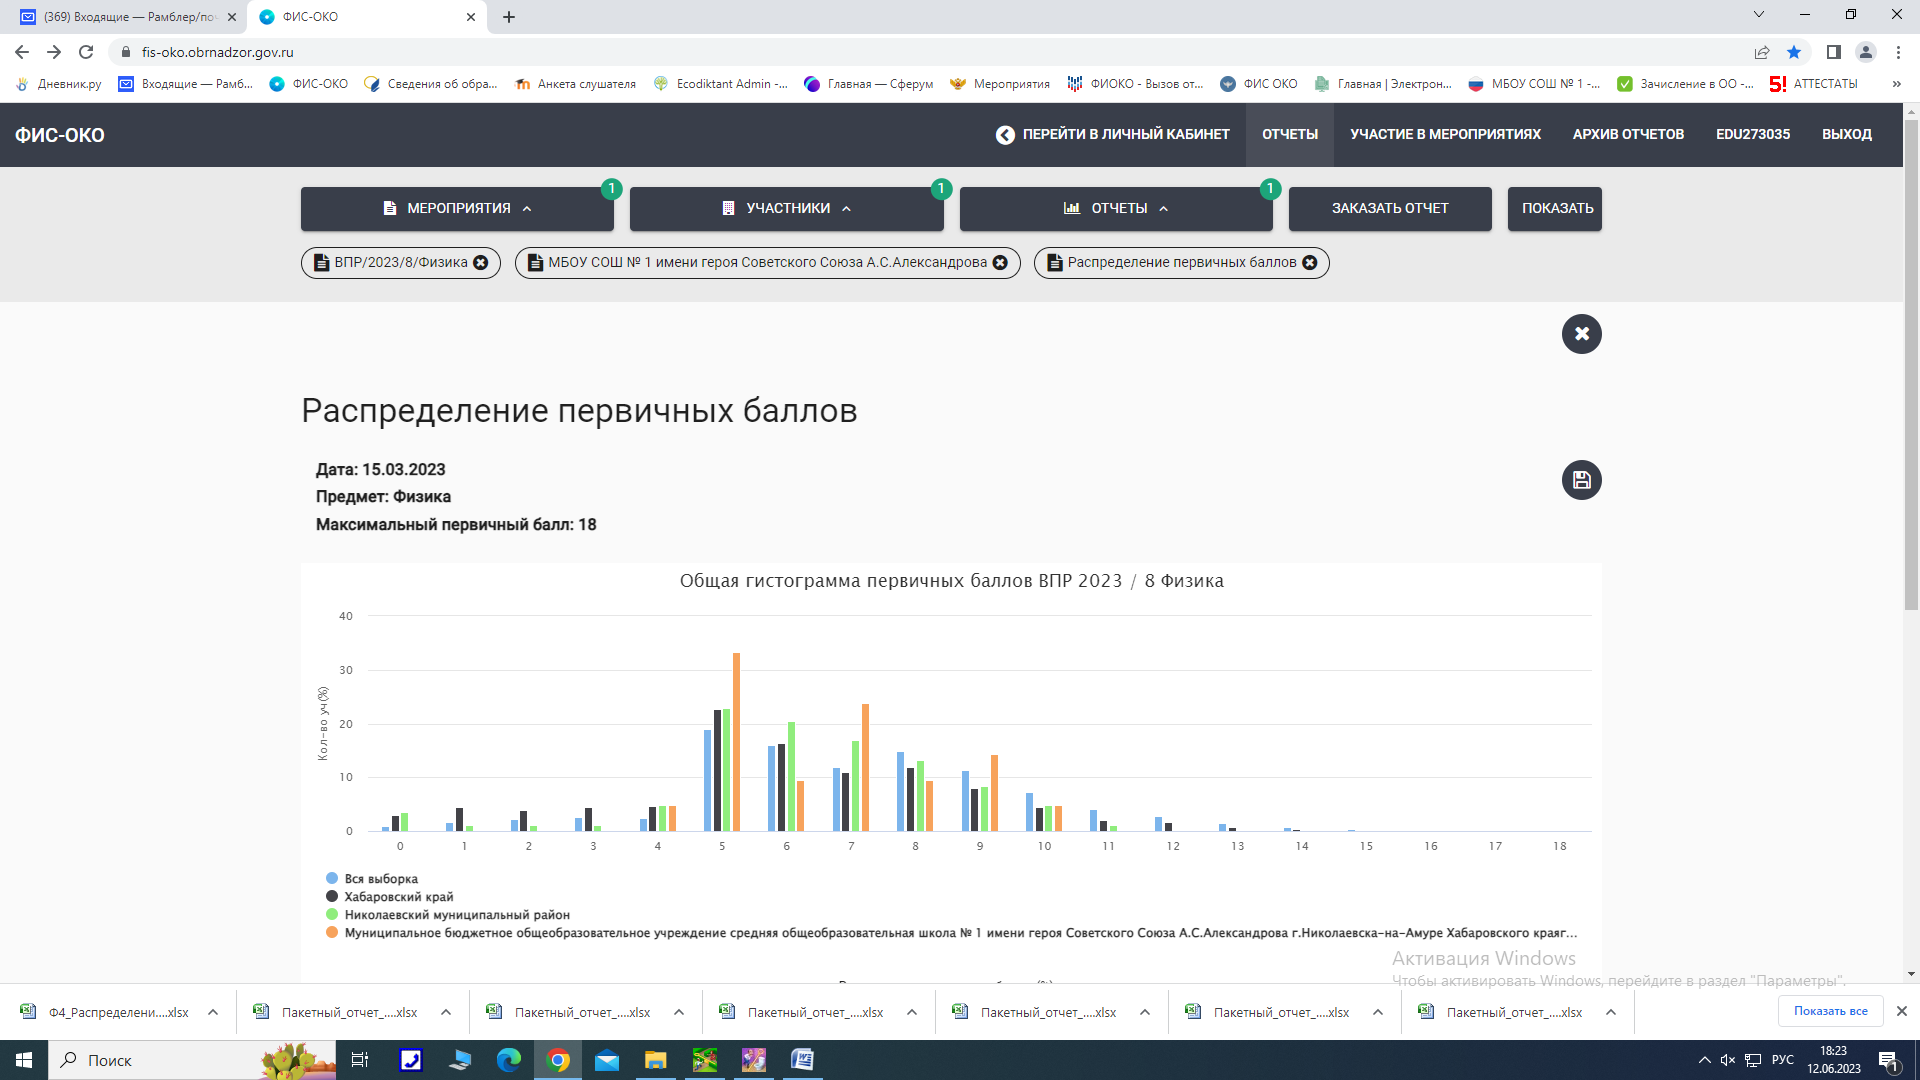 (369) Входящие — Рамблер/поч
ФИС-ОКО
fis-oko.obrnadzor.gov.ru
Дневник.ру
Входящие — Рамб...
ФИС-ОКО
Сведения об обра...
Анкета слушателя
Ecodiktant Admin -...
Главная — Сферум
Мероприятия
ФИОКО - Вызов от...
ФИС ОКО
Главная | Электрон...
МБОУ СОШ № 1 -...
Зачисление в ОО -...
5! АТТЕСТАТЫ
»
ФИС-ОКО
ПЕРЕЙТИ В ЛИЧНЫЙ КАБИНЕТ
ОТЧЕТЫ
УЧАСТИЕ В МЕРОПРИЯТИЯХ
АРХИВ ОТЧЕТОВ
EDU273035
ВЫХОД
МЕРОПРИЯТИЯ 1
УЧАСТНИКИ 1
ОТЧЕТЫ 1
ЗАКАЗАТЬ ОТЧЕТ
ПОКАЗАТЬ
ВПР/2023/8/Физика
МБОУ СОШ № 1 имени героя Советского Союза А.С.Александрова
Распределение первичных баллов
Распределение первичных баллов
Дата: 15.03.2023
Предмет: Физика
Максимальный первичный балл: 18
Общая гистограмма первичных баллов ВПР 2023 / 8 Физика
Кол-во уч(%)
40
30
20
10
0
0 1 2 3 4 5 6 7 8 9 10 11 12 13 14 15 16 17 18
Вся выборка
Хабаровский край
Николаевский муниципальный район
Муниципальное бюджетное общеобразовательное учреждение средняя общеобразовательная школа № 1 имени героя Советского Союза А.С.Александрова г.Николаевска-на-Амуре Хабаровского края...
Активация Windows
Чтобы активировать Windows, перейдите в раздел "Параметры".
Ф4_Распределени....xlsx
Пакетный_отчет_....xlsx
Пакетный_отчет_....xlsx
Пакетный_отчет_....xlsx
Пакетный_отчет_....xlsx
Пакетный_отчет_....xlsx
Пакетный_отчет_....xlsx
Показать все
Поиск
РУС
18:23
12.06.2023
1